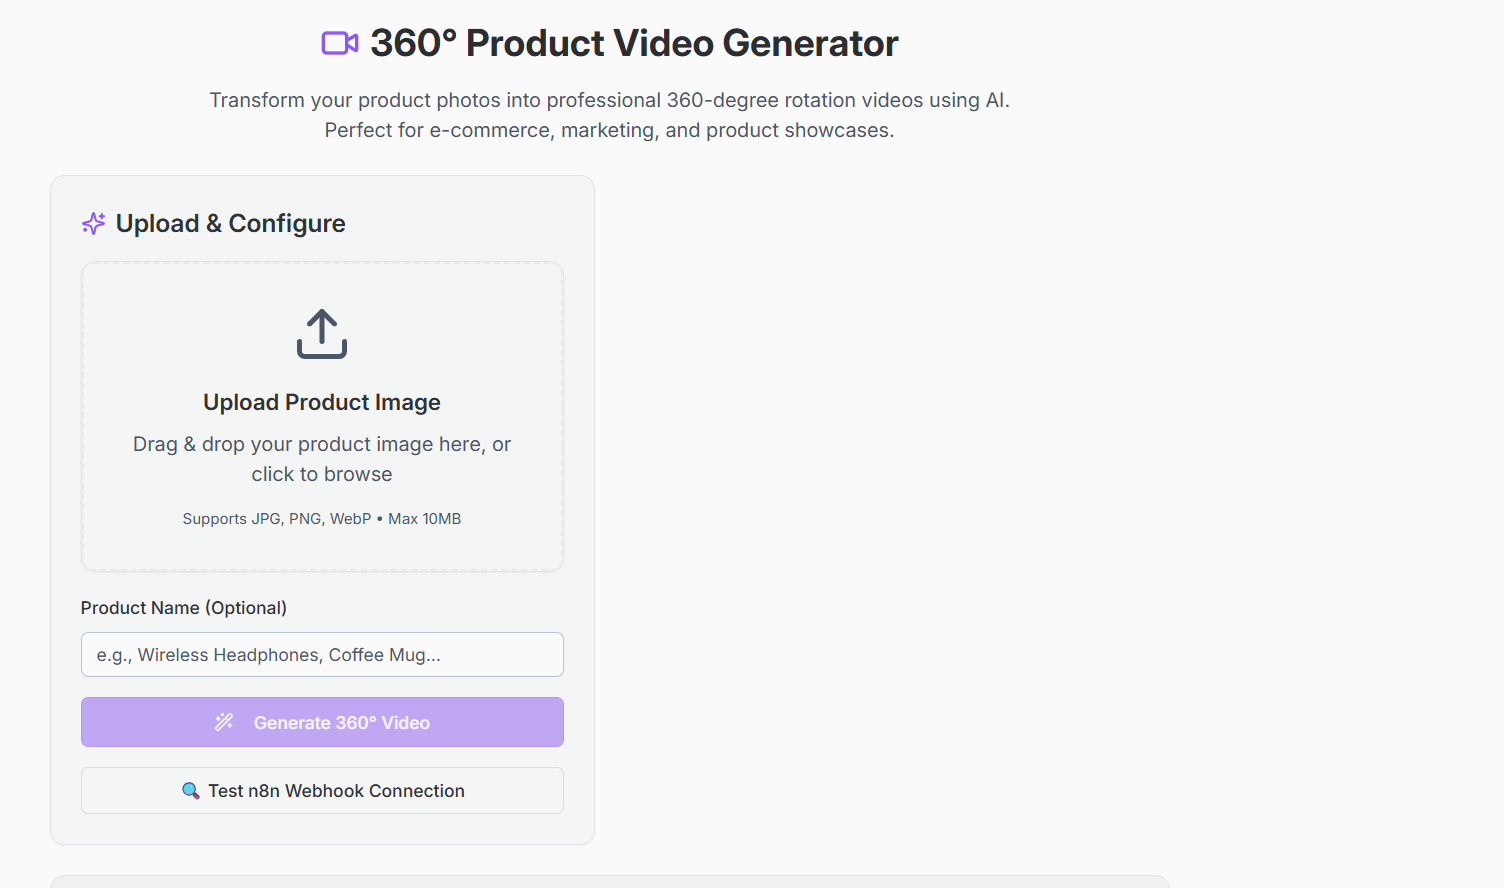 360° Product Video Generator
Transform your product photos into professional 360-degree rotation videos using AI.
Perfect for e-commerce, marketing, and product showcases.
Upload & Configure
Upload Product Image
Drag & drop your product image here, or
click to browse
Supports JPG, PNG, WebP • Max 10MB
Product Name (Optional)
e.g., Wireless Headphones, Coffee Mug...
Generate 360° Video
🔍 Test n8n Webhook Connection